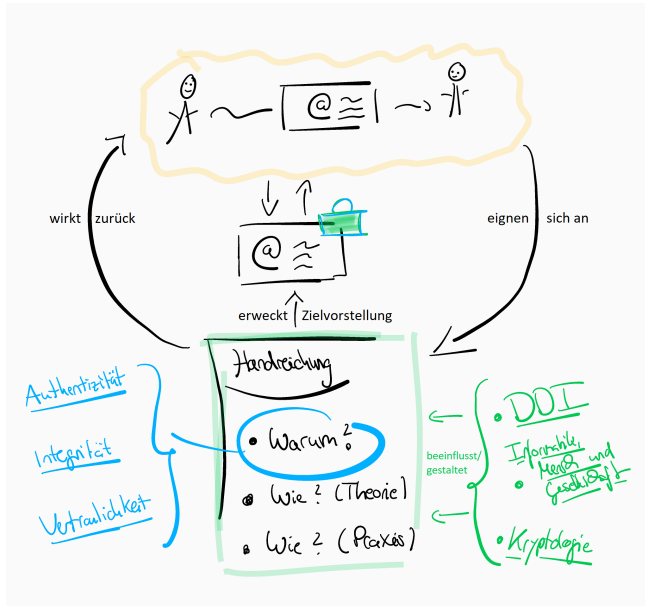 @
wirkt zurück
eignen sich an
@
erweckt Zielvorstellung
Handreichung
• Warum?
• Wie? (Theorie)
• Wie? (Praxis)
Authentizität
Integrität
Vertraulichkeit
beeinflusst/
gestaltet
• DDI
• Informatik,
Mensch und
Gesellschaft
• Kryptologie